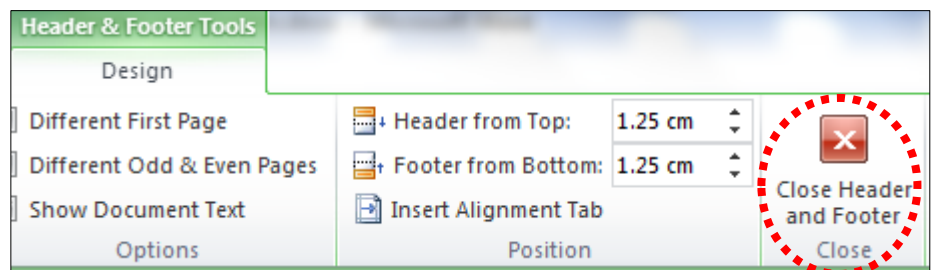 Header & Footer Tools
Design
Different First Page
Different Odd & Even Pages
Show Document Text
Options
Header from Top: 1.25 cm
Footer from Bottom: 1.25 cm
Insert Alignment Tab
Position
Close Header
and Footer
Close